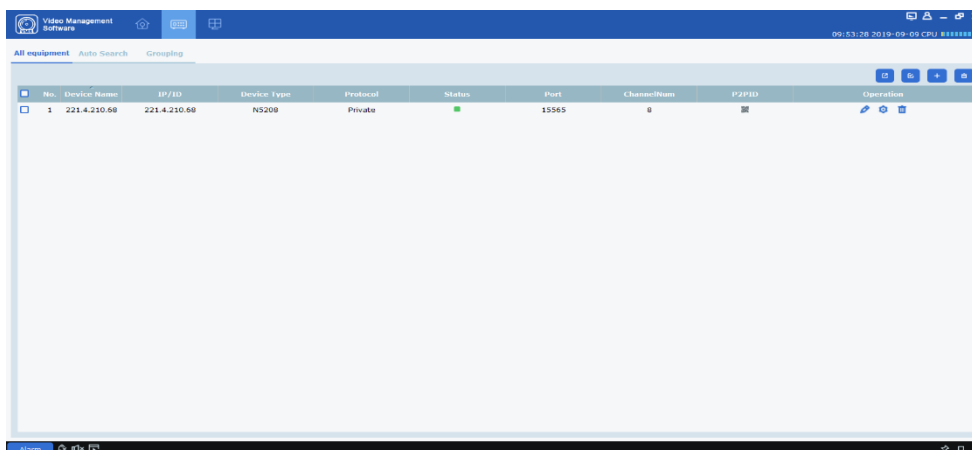 Video Management
Software
09:53:28 2019-09-09 CPU
All equipment Auto Search Grouping
No. Device Name IP/ID Device Type Protocol Status Port ChannelNum P2PID Operation
1 221.4.210.68 221.4.210.68 N5208 Private 15565 8
Alarm